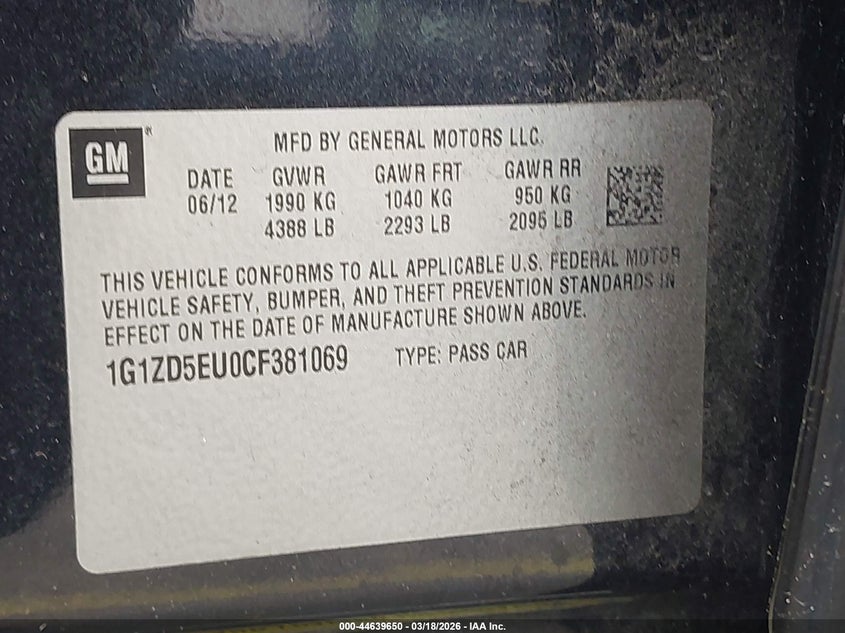 GM ®
MFD BY GENERAL MOTORS LLC.
DATE GVWR GAWR FRT GAWR RR
06/12 1990 KG 1040 KG 950 KG
4388 LB 2293 LB 2095 LB
THIS VEHICLE CONFORMS TO ALL APPLICABLE U.S. FEDERAL MOTOR
VEHICLE SAFETY, BUMPER, AND THEFT PREVENTION STANDARDS IN
EFFECT ON THE DATE OF MANUFACTURE SHOWN ABOVE.
1G1ZD5EU0CF381069 TYPE: PASS CAR
000-44639650 — 03/18/2026 — IAA Inc.